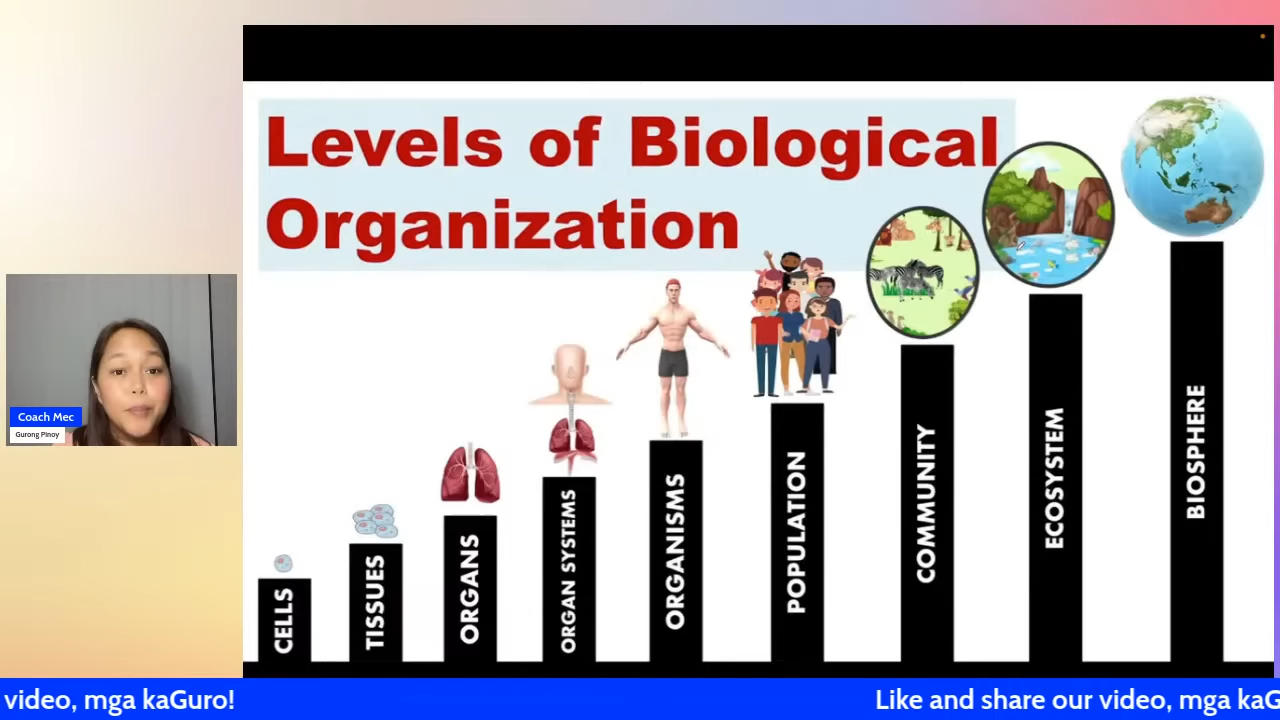 Levels of Biological
Organization
Coach Mec
Gurong Pinoy
CELLS
TISSUES
ORGANS
ORGAN SYSTEMS
ORGANISMS
POPULATION
COMMUNITY
ECOSYSTEM
BIOSPHERE
video, mga kaGuro!
Like and share our video, mga kaG